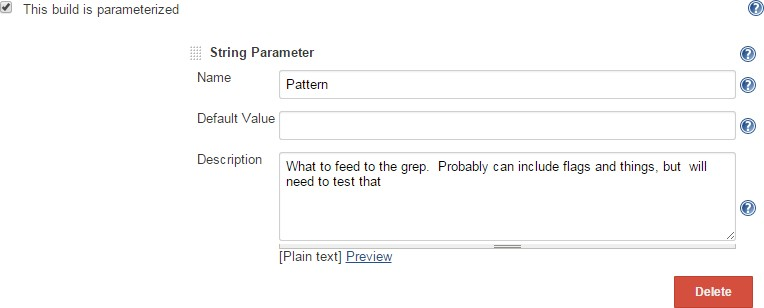 This build is parameterized
String Parameter
Name
Pattern
Default Value
Description
What to feed to the grep.  Probably can include flags and things, but  will
need to test that
[Plain text] Preview
Delete